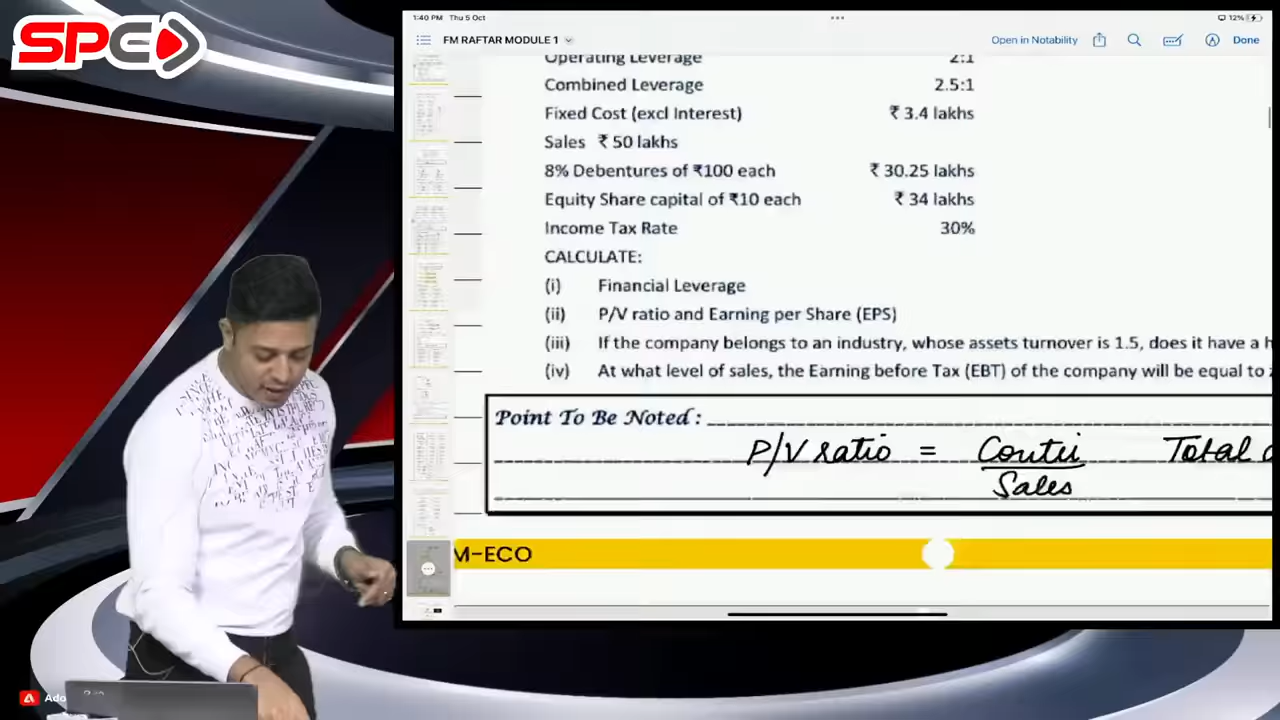 SPC
1:40 PM Thu 5 Oct
12%
FM RAFTAR MODULE 1
Open in Notability
Done
Operating Leverage 2:1
Combined Leverage 2.5:1
Fixed Cost (excl Interest) ₹ 3.4 lakhs
Sales ₹ 50 lakhs
8% Debentures of ₹100 each ₹ 30.25 lakhs
Equity Share capital of ₹10 each ₹ 34 lakhs
Income Tax Rate 30%
CALCULATE:
(i) Financial Leverage
(ii) P/V ratio and Earning per Share (EPS)
(iii) If the company belongs to an industry, whose assets turnover is 1.5, does it have a h
(iv) At what level of sales, the Earning before Tax (EBT) of the company will be equal to
Point To Be Noted :
P/V ratio = Contri Total
Sales
M-ECO
Ado